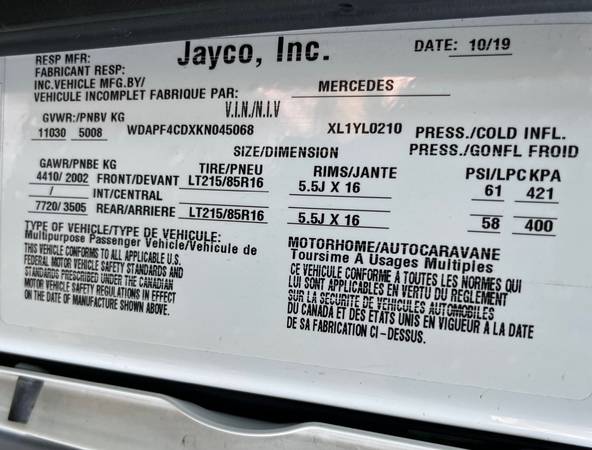 RESP MFR: Jayco, Inc. DATE: 10/19
FABRICANT RESP:
INC.VEHICLE MFG.BY/
VEHICULE INCOMPLET FABRIQUE PAR: MERCEDES
GVWR:/PNBV KG V.I.N./N.I.V
11030 5008 WDAPF4CDXKN045068 XL1YL0210 PRESS./COLD INFL.
SIZE/DIMENSION PRESS./GONFL FROID
GAWR/PNBE KG TIRE/PNEU RIMS/JANTE PSI/LPC KPA
4410/ 2002 FRONT/DEVANT LT215/85R16 5.5J X 16 61 421
/ INT/CENTRAL
7720/ 3505 REAR/ARRIERE LT215/85R16 5.5J X 16 58 400
TYPE OF VEHICLE/TYPE DE VEHICULE: MOTORHOME/AUTOCARAVANE
Multipurpose Passenger Vehicle/Vehicule de Toursime A Usages Multiples
THIS VEHICLE CONFORMS TO ALL APPLICABLE U.S.
FEDERAL MOTOR VEHICLE SAFETY STANDARDS AND
STANDARDS PRESCRIBED UNDER THE CANADIAN
MOTOR VEHICLE SAFETY REGULATIONS IN EFFECT
ON THE DATE OF MANUFACTURE SHOWN ABOVE.
CE VEHICULE CONFORME A TOUTES LES NORMES QUI
LUI SONT APPLICABLES EN VERTU DU REGLEMENT
SUR LA SECURITE DE VEHICULES AUTOMOBILES
DU CANADA ET DES ETATS UNIS EN VIGUEUR A LA DATE
DE SA FABRICATION CI-DESSUS.